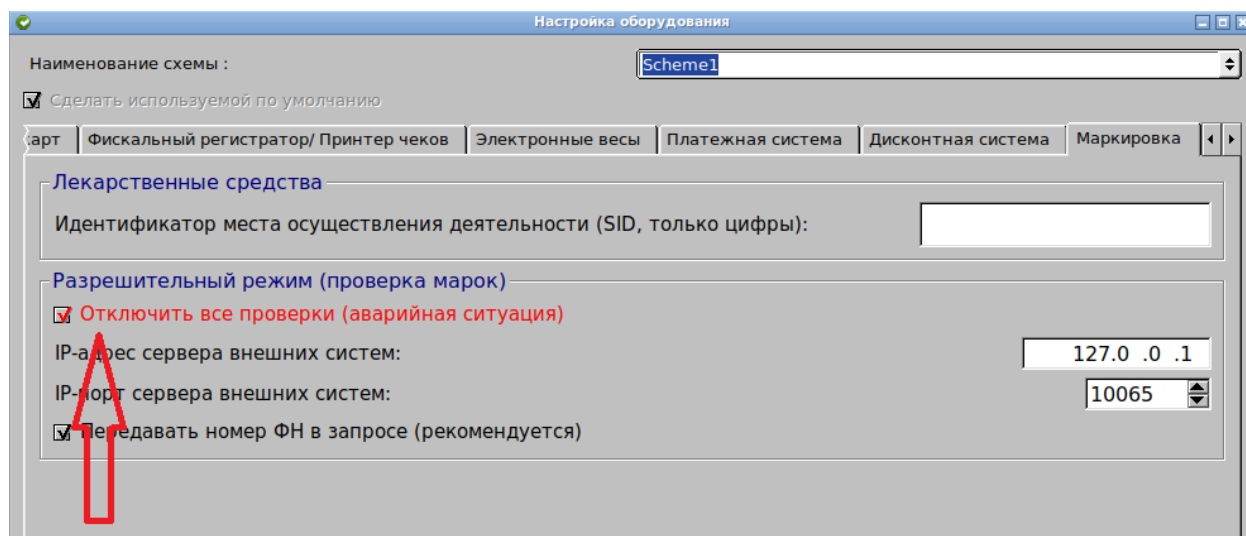 Настройка оборудования
Наименование схемы :
Scheme1
Сделать используемой по умолчанию
карт Фискальный регистратор/ Принтер чеков Электронные весы Платежная система Дисконтная система Маркировка
Лекарственные средства
Идентификатор места осуществления деятельности (SID, только цифры):
Разрешительный режим (проверка марок)
Отключить все проверки (аварийная ситуация)
IP-адрес сервера внешних систем: 127.0 .0 .1
IP-порт сервера внешних систем: 10065
Передавать номер ФН в запросе (рекомендуется)